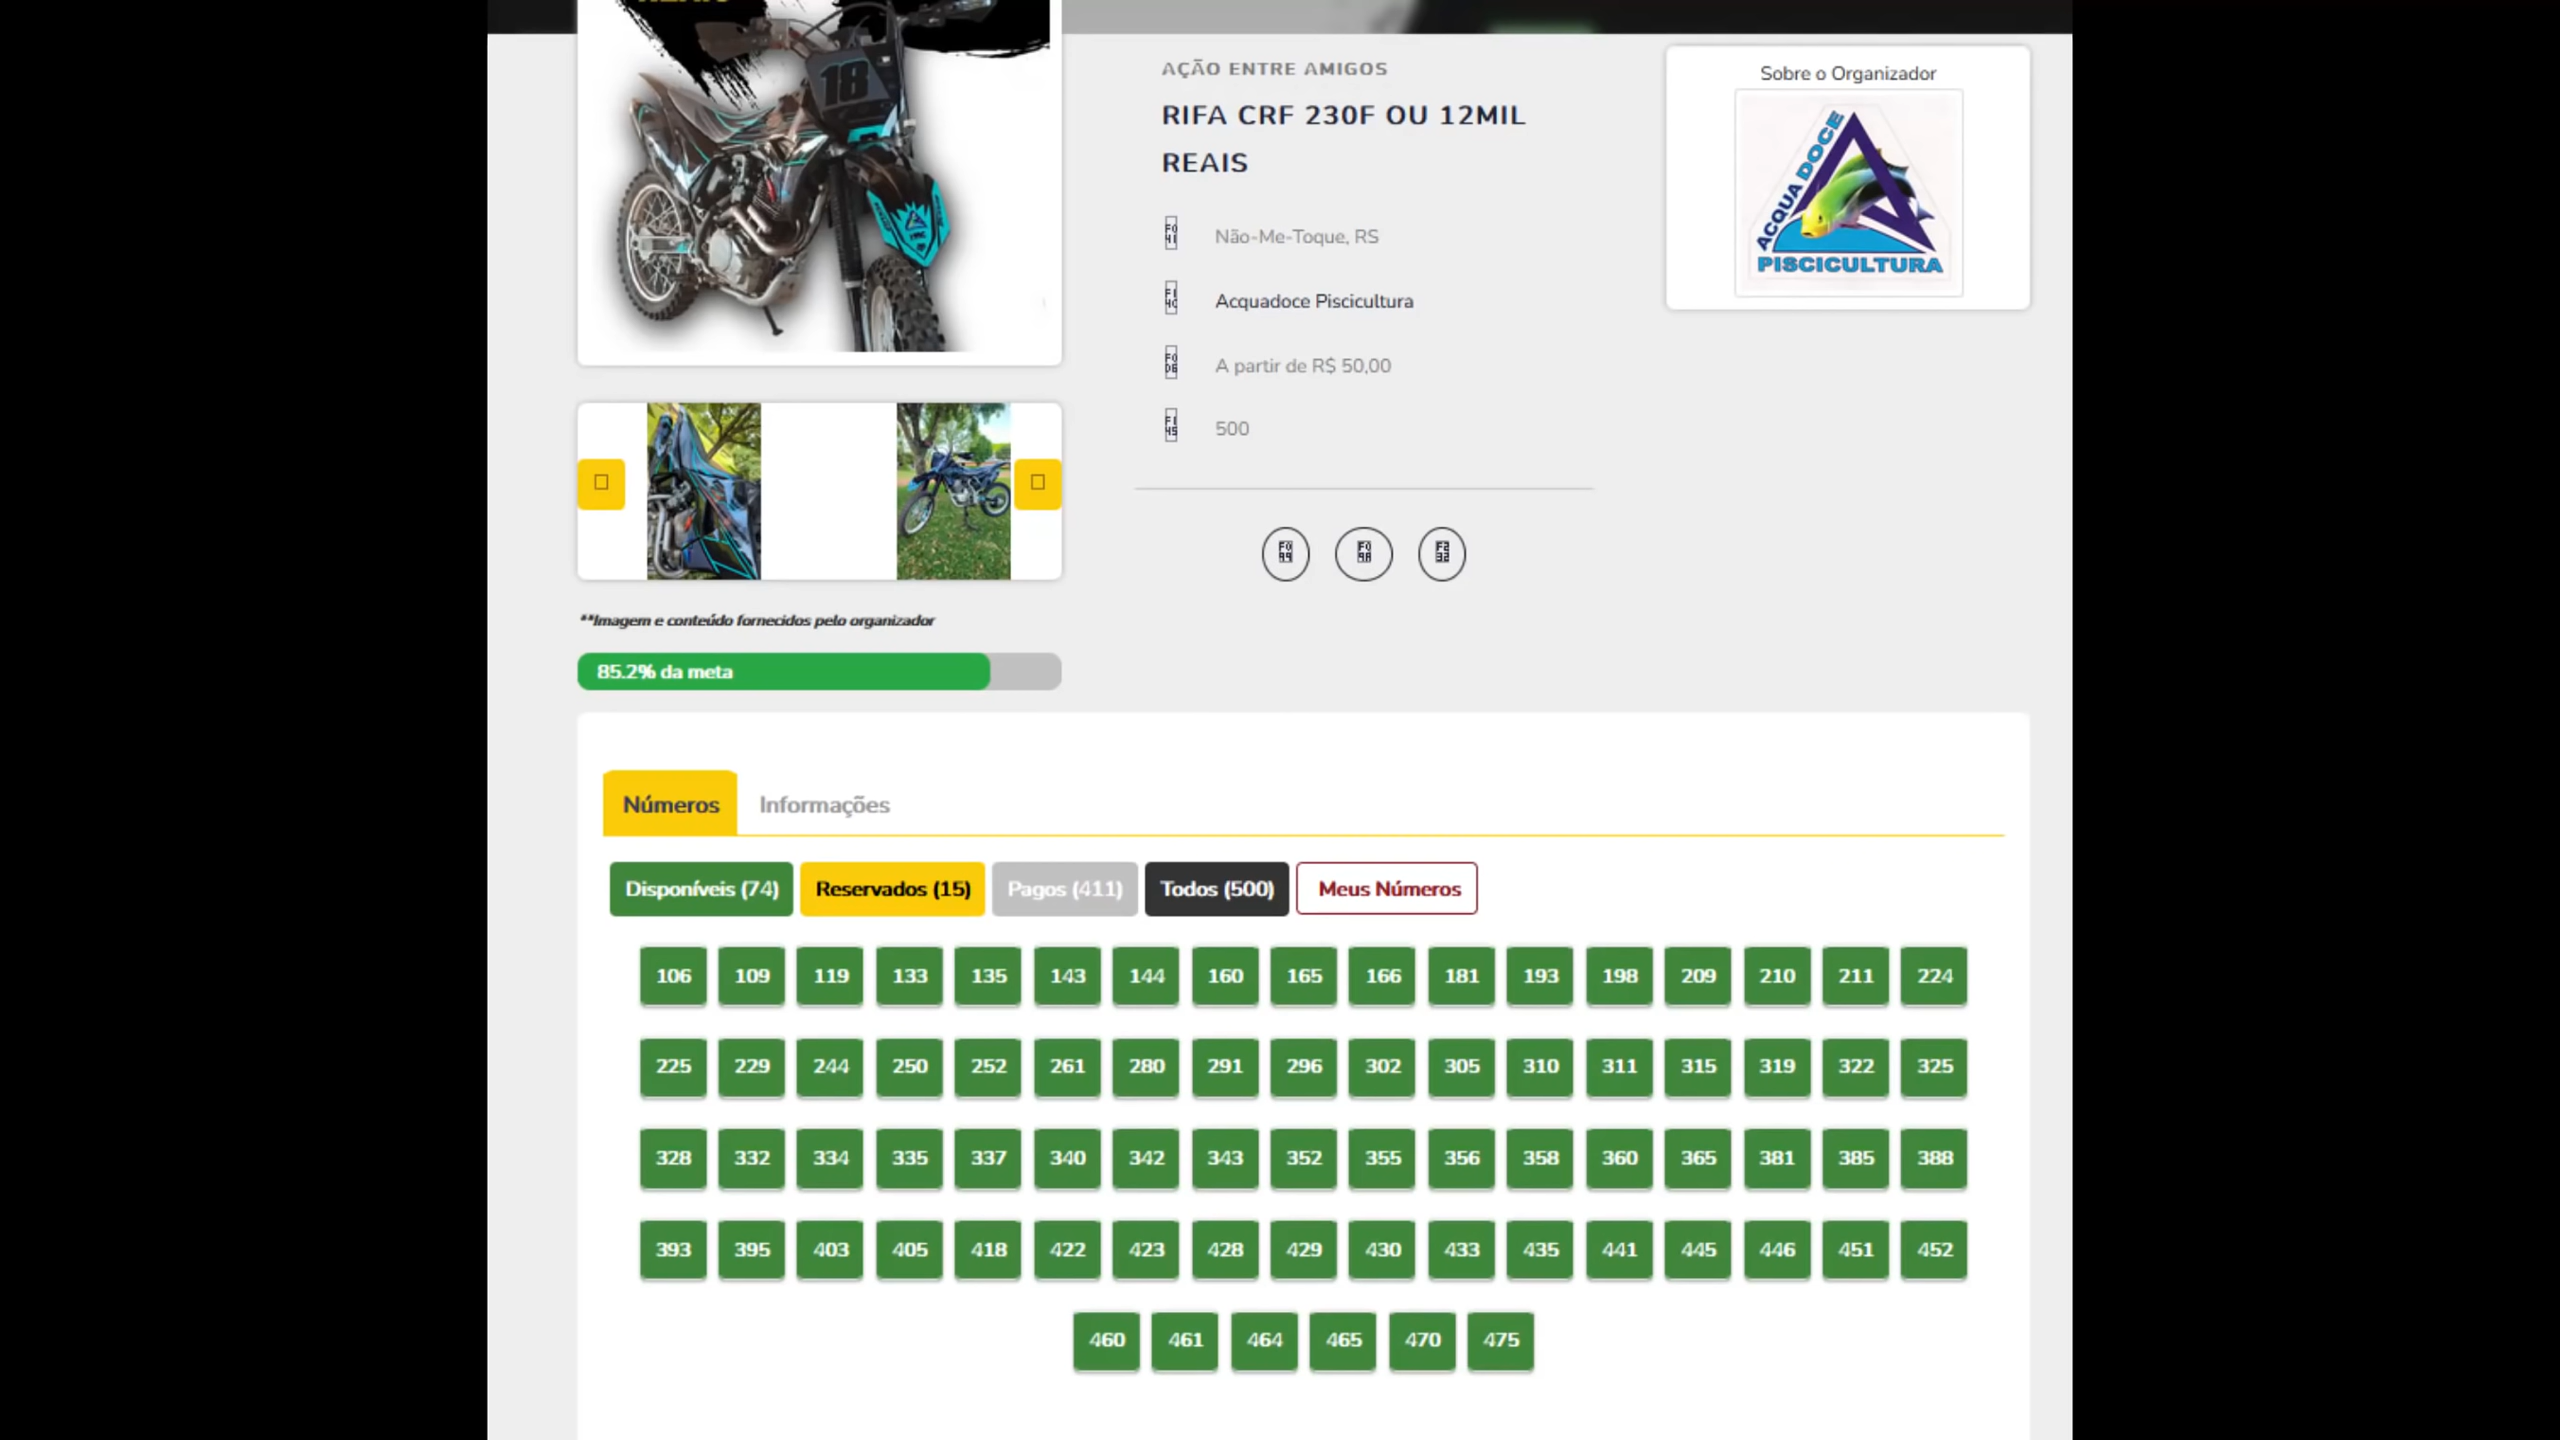 18
AÇÃO ENTRE AMIGOS
RIFA CRF 230F OU 12MIL
REAIS
Não-Me-Toque, RS
Acquadoce Piscicultura
A partir de R$ 50,00
500
Sobre o Organizador
ACQUA DOCE
PISCICULTURA
**Imagem e conteúdo fornecidos pelo organizador
85.2% da meta
Números Informações
Disponíveis (74) Reservados (15) Pagos (411) Todos (500) Meus Números
106 109 119 133 135 143 144 160 165 166 181 193 198 209 210 211 224
225 229 244 250 252 261 280 291 296 302 305 310 311 315 319 322 325
328 332 334 335 337 340 342 343 352 355 356 358 360 365 381 385 388
393 395 403 405 418 422 423 428 429 430 433 435 441 445 446 451 452
460 461 464 465 470 475